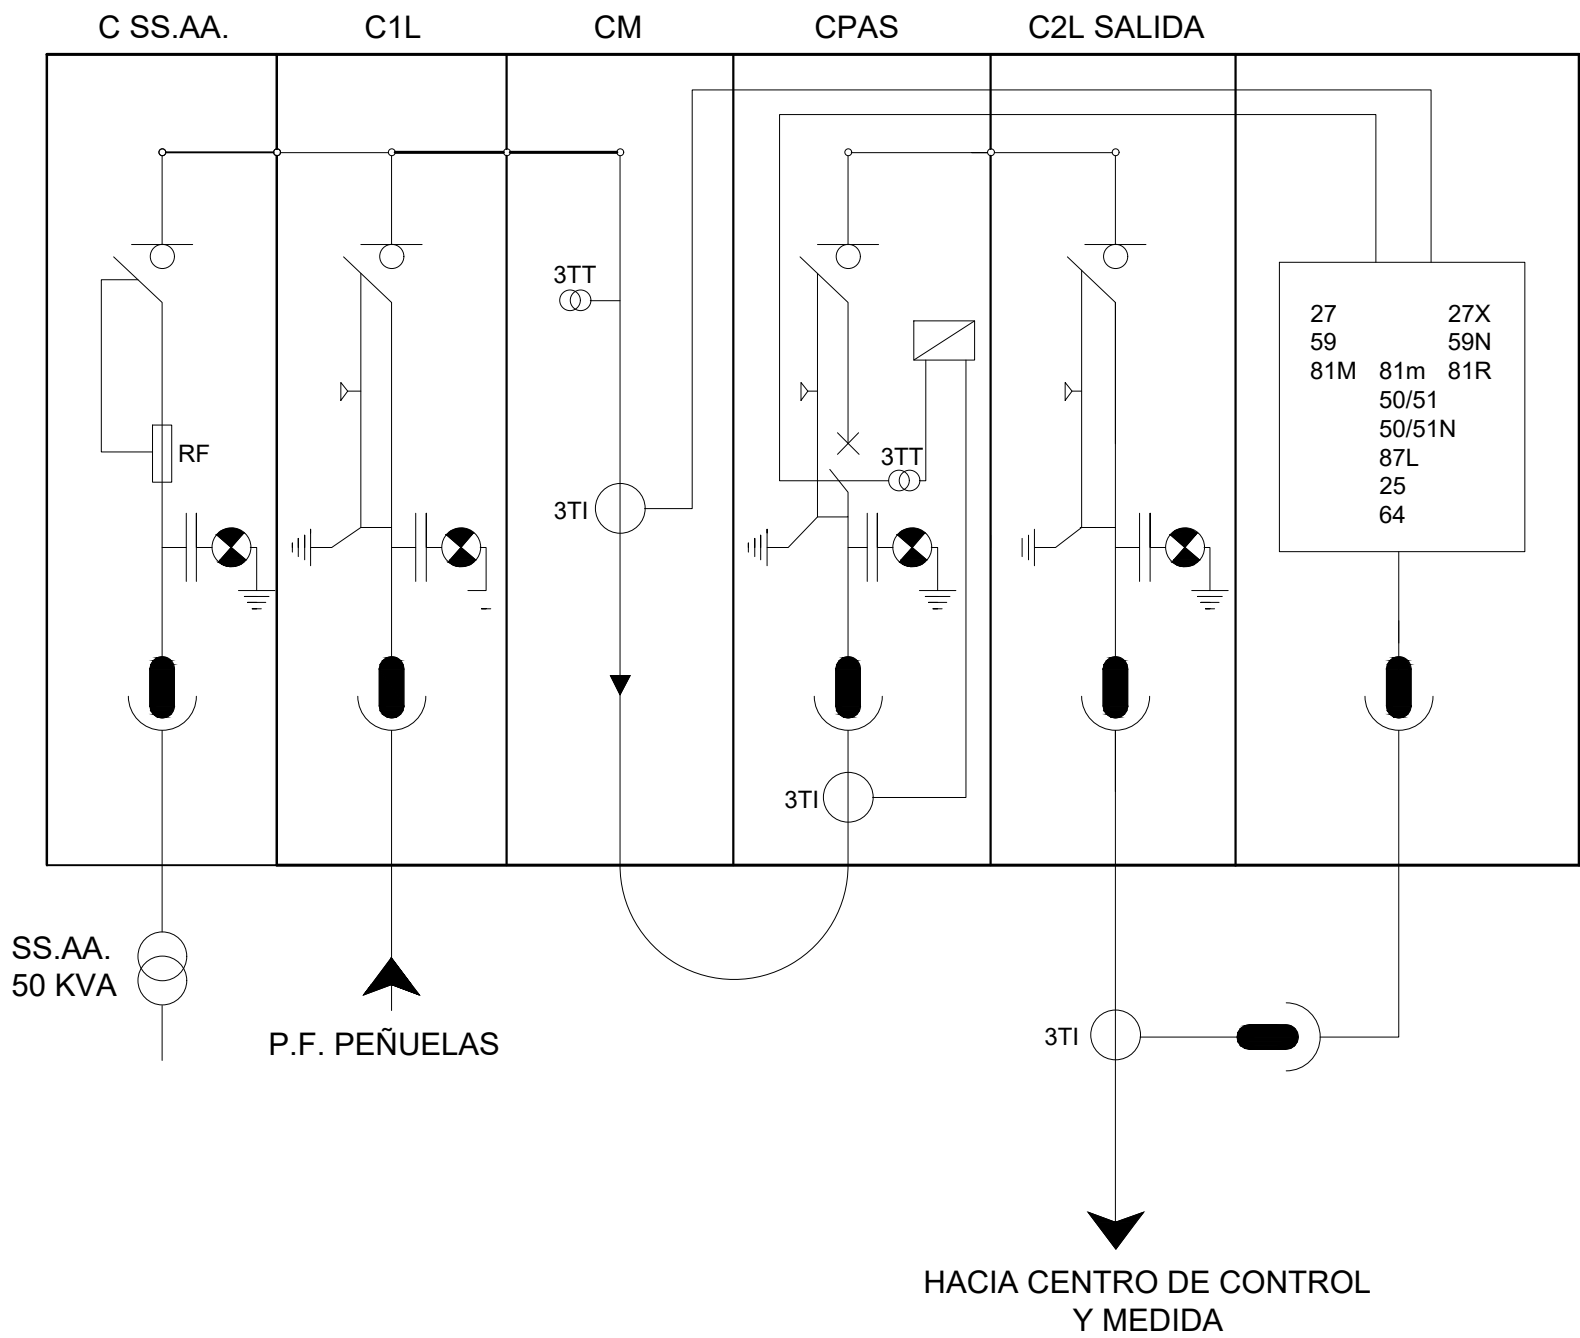 C SS.AA.
C1L
CM
CPAS
C2L SALIDA
3TT
RF
3TI
3TT
3TI
27
27X
59
59N
81M
81m
81R
50/51
50/51N
87L
25
64
SS.AA.
50 KVA
P.F. PEÑUELAS
3TI
HACIA CENTRO DE CONTROL
Y MEDIDA